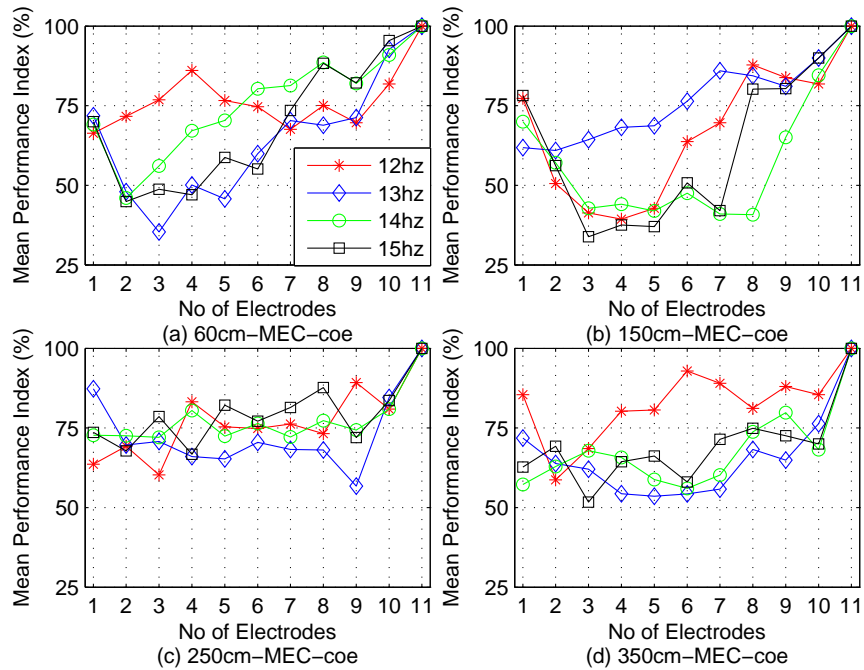 Mean Performance Index (%)
100
75
50
25
1 2 3 4 5 6 7 8 9 10 11
No of Electrodes
(a) 60cm-MEC-coe
12hz
13hz
14hz
15hz
Mean Performance Index (%)
100
75
50
25
1 2 3 4 5 6 7 8 9 10 11
No of Electrodes
(b) 150cm-MEC-coe
Mean Performance Index (%)
100
75
50
25
1 2 3 4 5 6 7 8 9 10 11
No of Electrodes
(c) 250cm-MEC-coe
Mean Performance Index (%)
100
75
50
25
1 2 3 4 5 6 7 8 9 10 11
No of Electrodes
(d) 350cm-MEC-coe